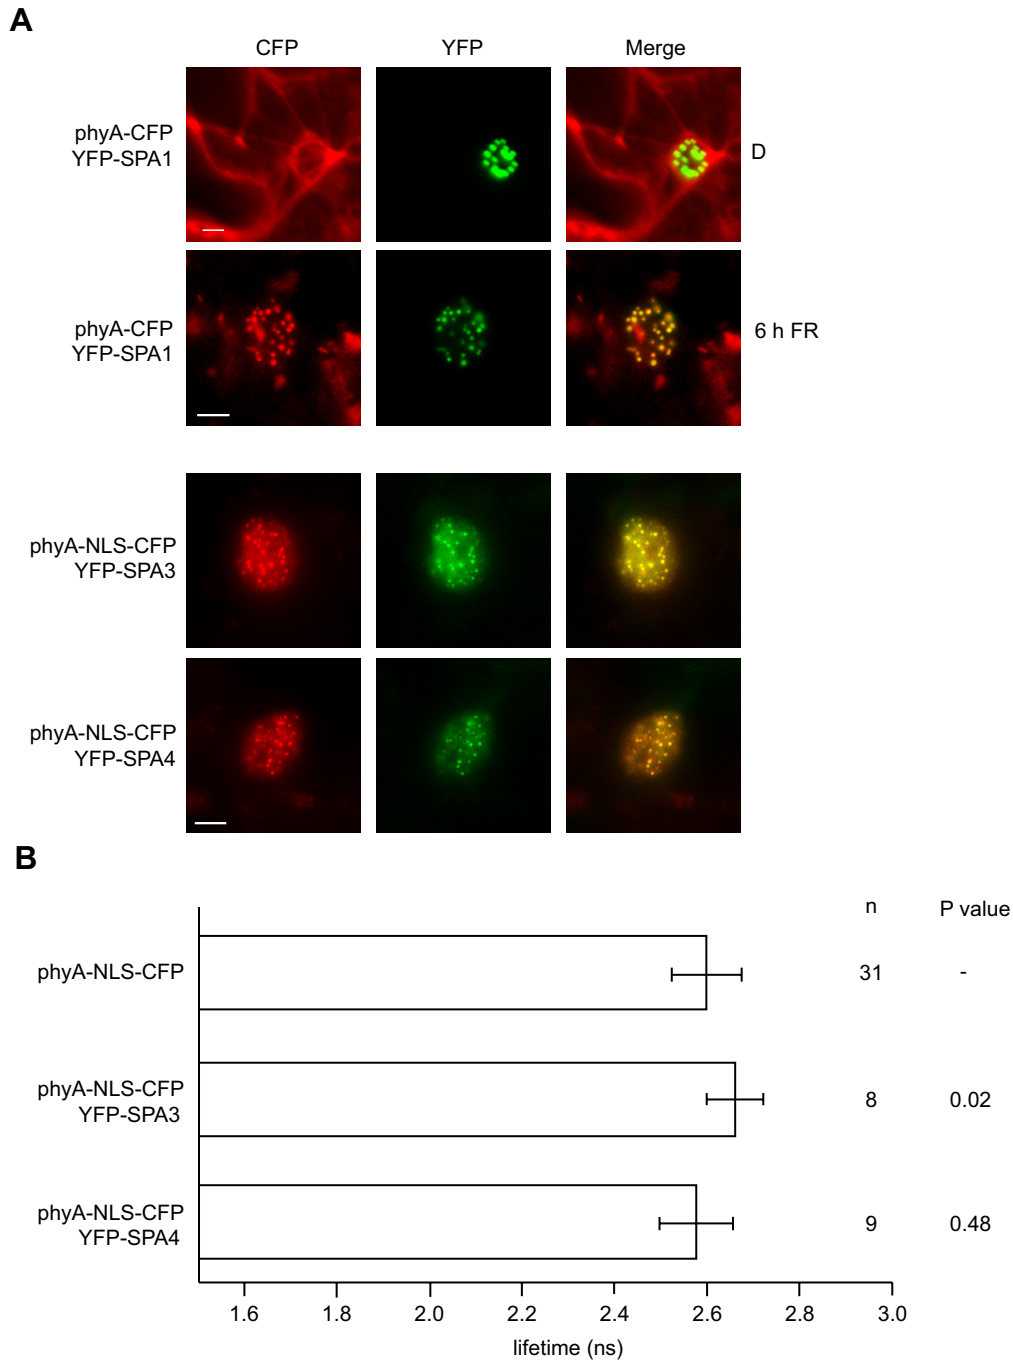 A
CFP YFP Merge
phyA-CFP
YFP-SPA1
D
phyA-CFP
YFP-SPA1
6 h FR
phyA-NLS-CFP
YFP-SPA3
phyA-NLS-CFP
YFP-SPA4
B
n P value
phyA-NLS-CFP 31 -
phyA-NLS-CFP
YFP-SPA3
8 0.02
phyA-NLS-CFP
YFP-SPA4
9 0.48
1.6 1.8 2.0 2.2 2.4 2.6 2.8 3.0
lifetime (ns)